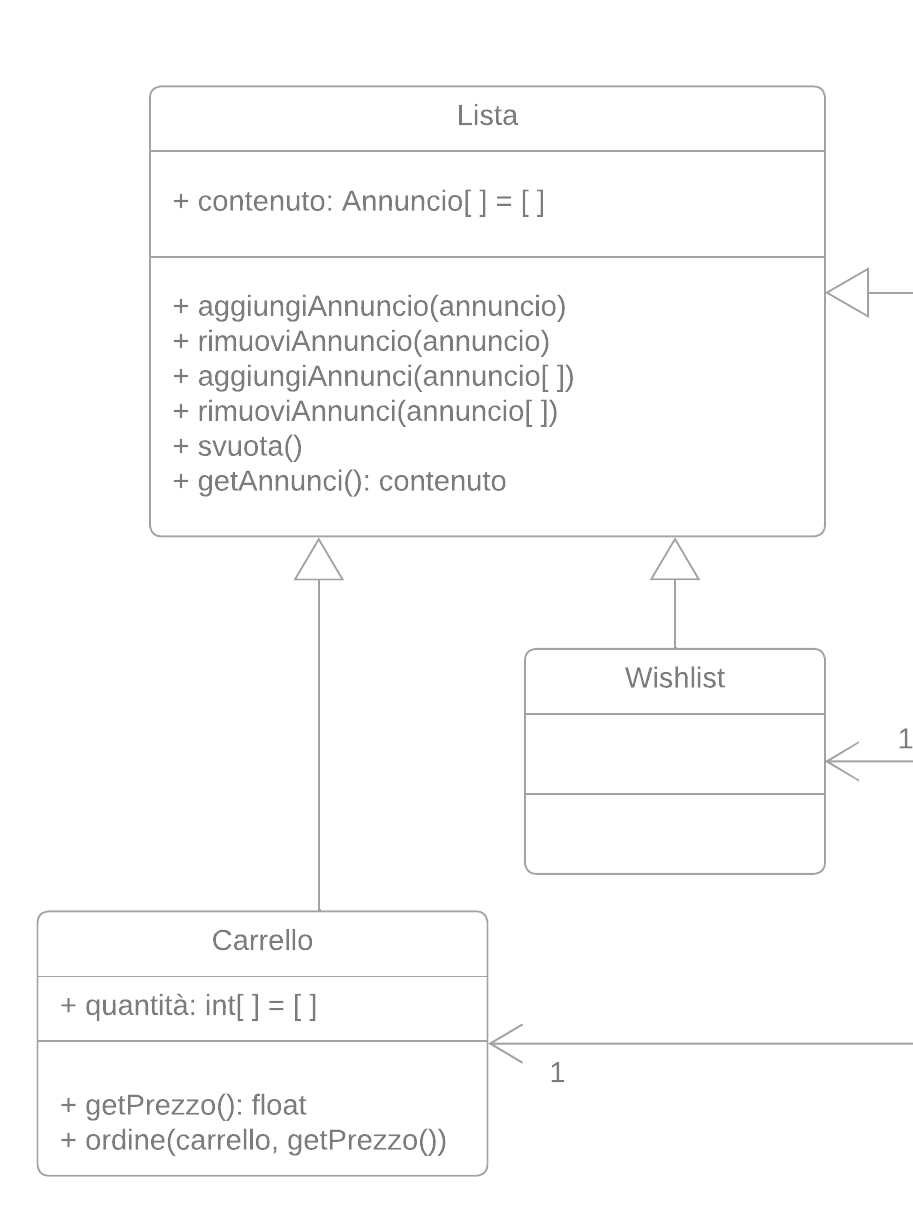 Lista
+ contenuto: Annuncio[ ] = [ ]
+ aggiungiAnnuncio(annuncio)
+ rimuoviAnnuncio(annuncio)
+ aggiungiAnnunci(annuncio[ ])
+ rimuoviAnnunci(annuncio[ ])
+ svuota()
+ getAnnunci(): contenuto
Wishlist
1
Carrello
+ quantità: int[ ] = [ ]
1
+ getPrezzo(): float
+ ordine(carrello, getPrezzo())